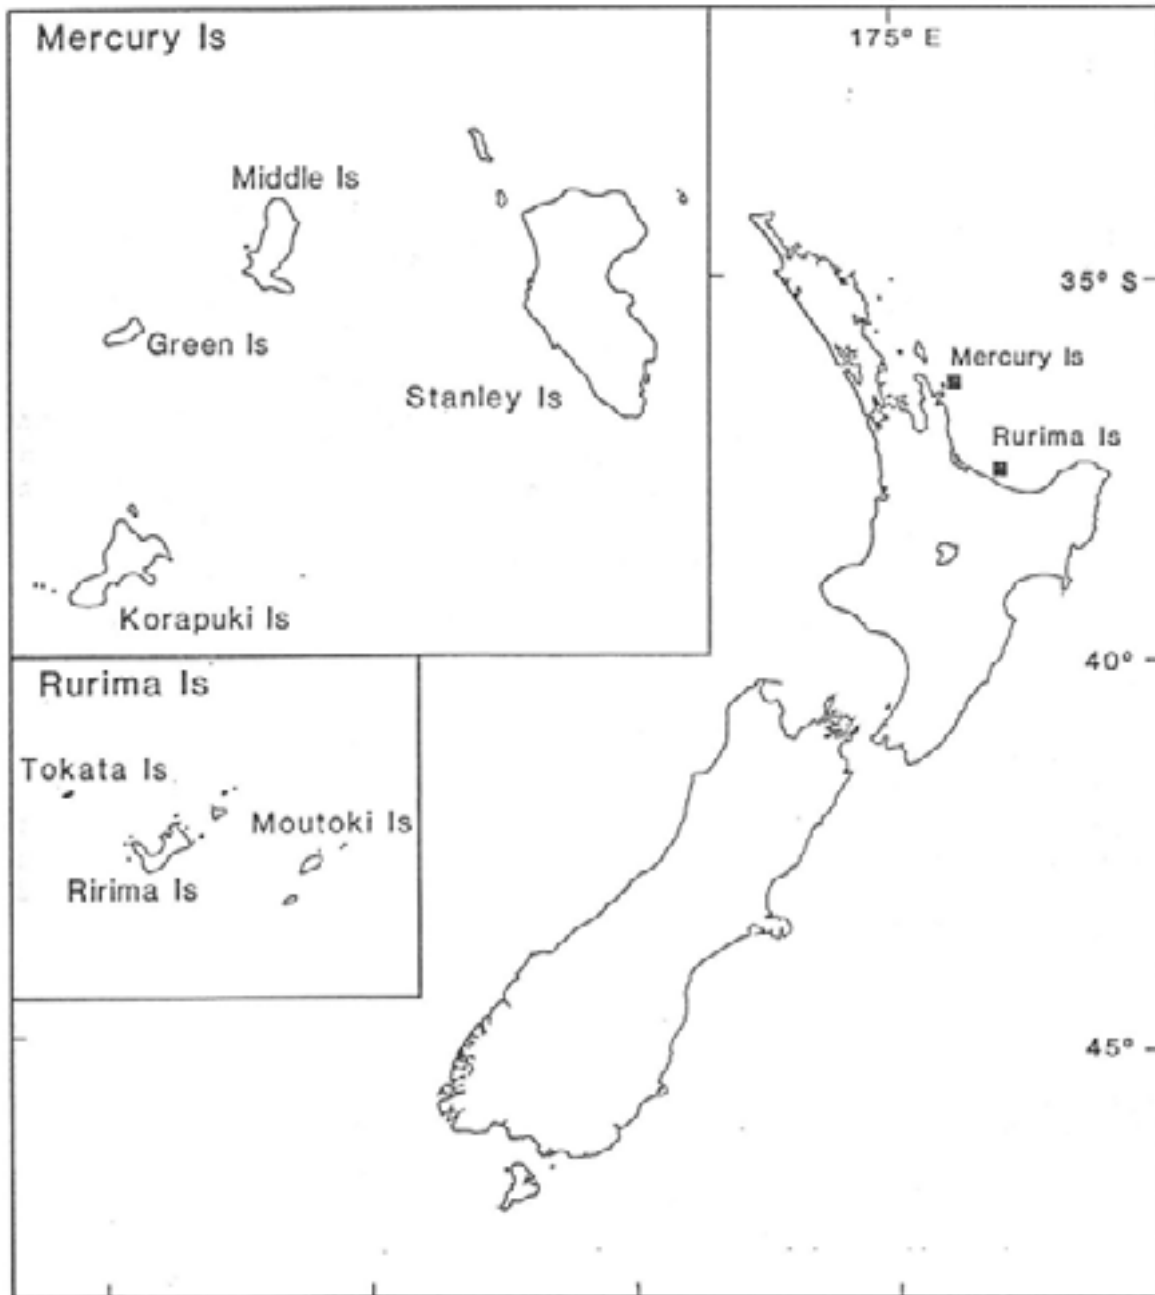 Mercury Is
175° E
Middle Is
Green Is
Stanley Is
Korapuki Is
35° S
Mercury Is
Rurima Is
40°
Rurima Is
Tokata Is
Moutoki Is
Ririma Is
45°